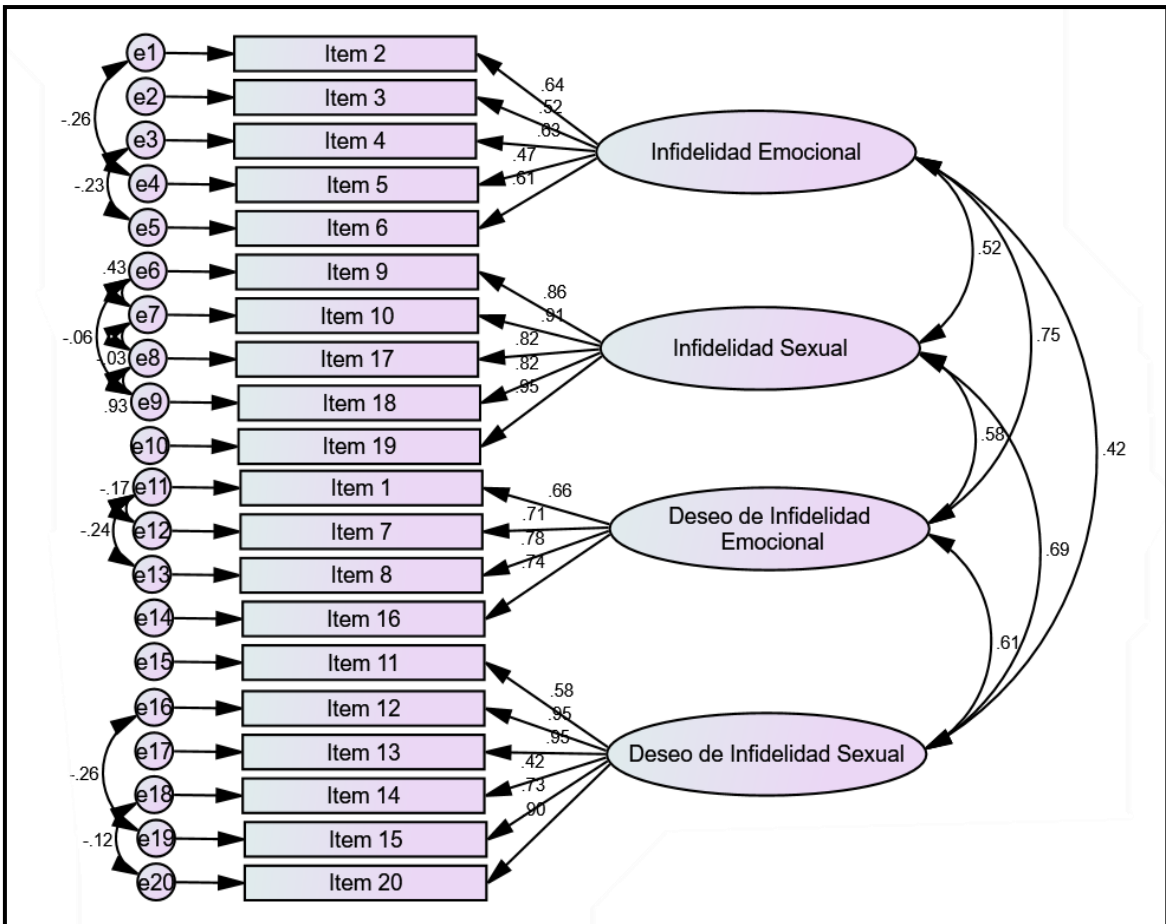 e1 Item 2
e2 Item 3
e3 Item 4
e4 Item 5
e5 Item 6
-.26
-.23
.64
.52
.63
.47
.61
Infidelidad Emocional
e6 Item 9
e7 Item 10
e8 Item 17
e9 Item 18
e10 Item 19
.43
-.06
.93
.86
.91
.82
.82
.95
Infidelidad Sexual
e11 Item 1
e12 Item 7
e13 Item 8
e14 Item 16
-.17
-.24
.66
.71
.78
.74
Deseo de Infidelidad
Emocional
e15 Item 11
e16 Item 12
e17 Item 13
e18 Item 14
e19 Item 15
e20 Item 20
-.26
-.12
.58
.95
.95
.42
.73
.90
Deseo de Infidelidad Sexual
.52
.75
.58
.42
.69
.61